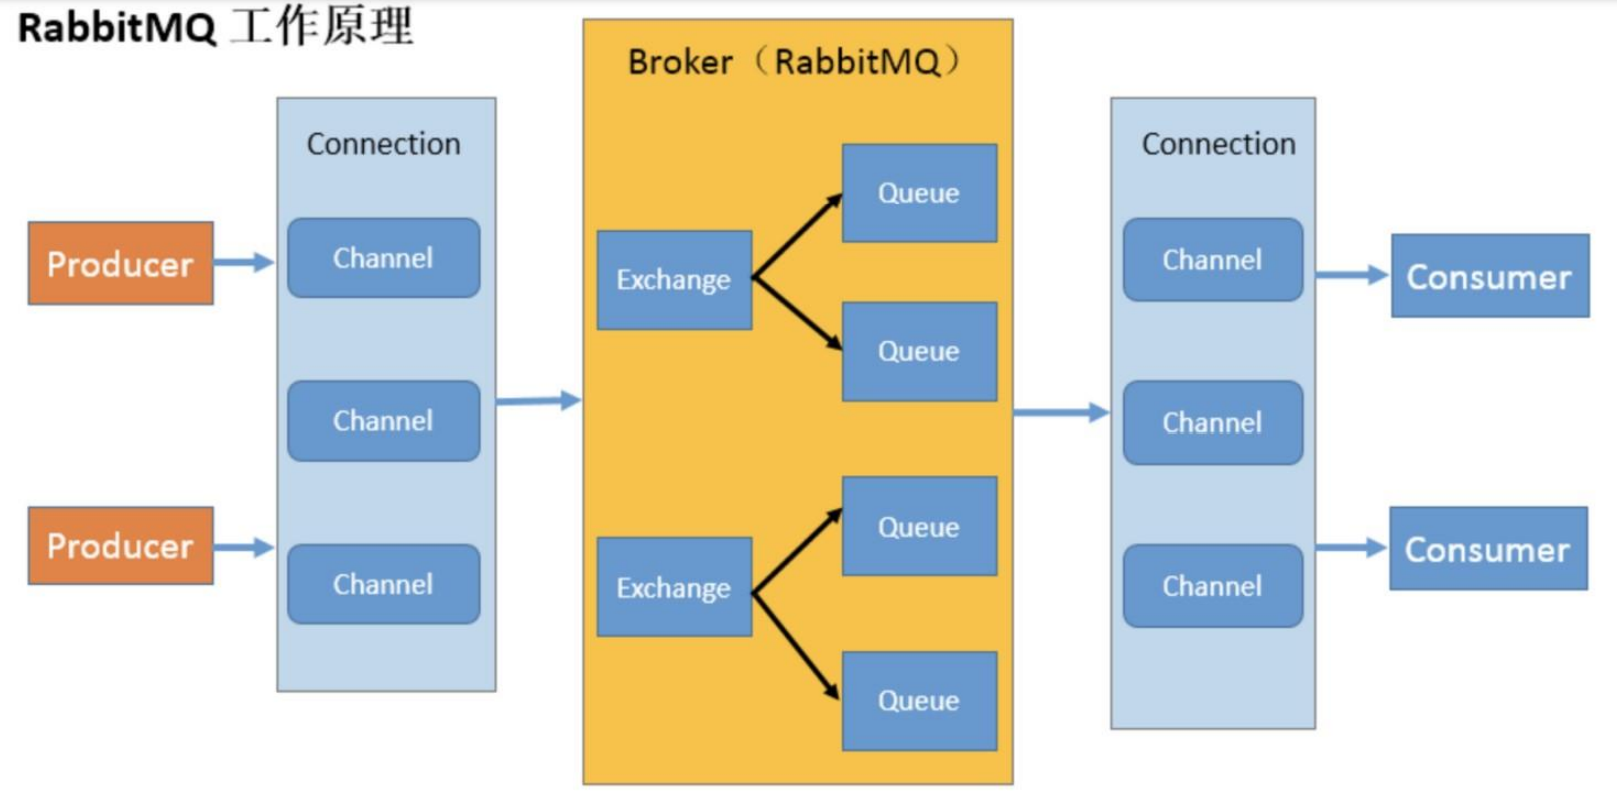 RabbitMQ 工作原理
Producer
Producer
Connection
Channel
Channel
Channel
Broker（RabbitMQ）
Exchange
Queue
Queue
Exchange
Queue
Queue
Connection
Channel
Channel
Channel
Consumer
Consumer